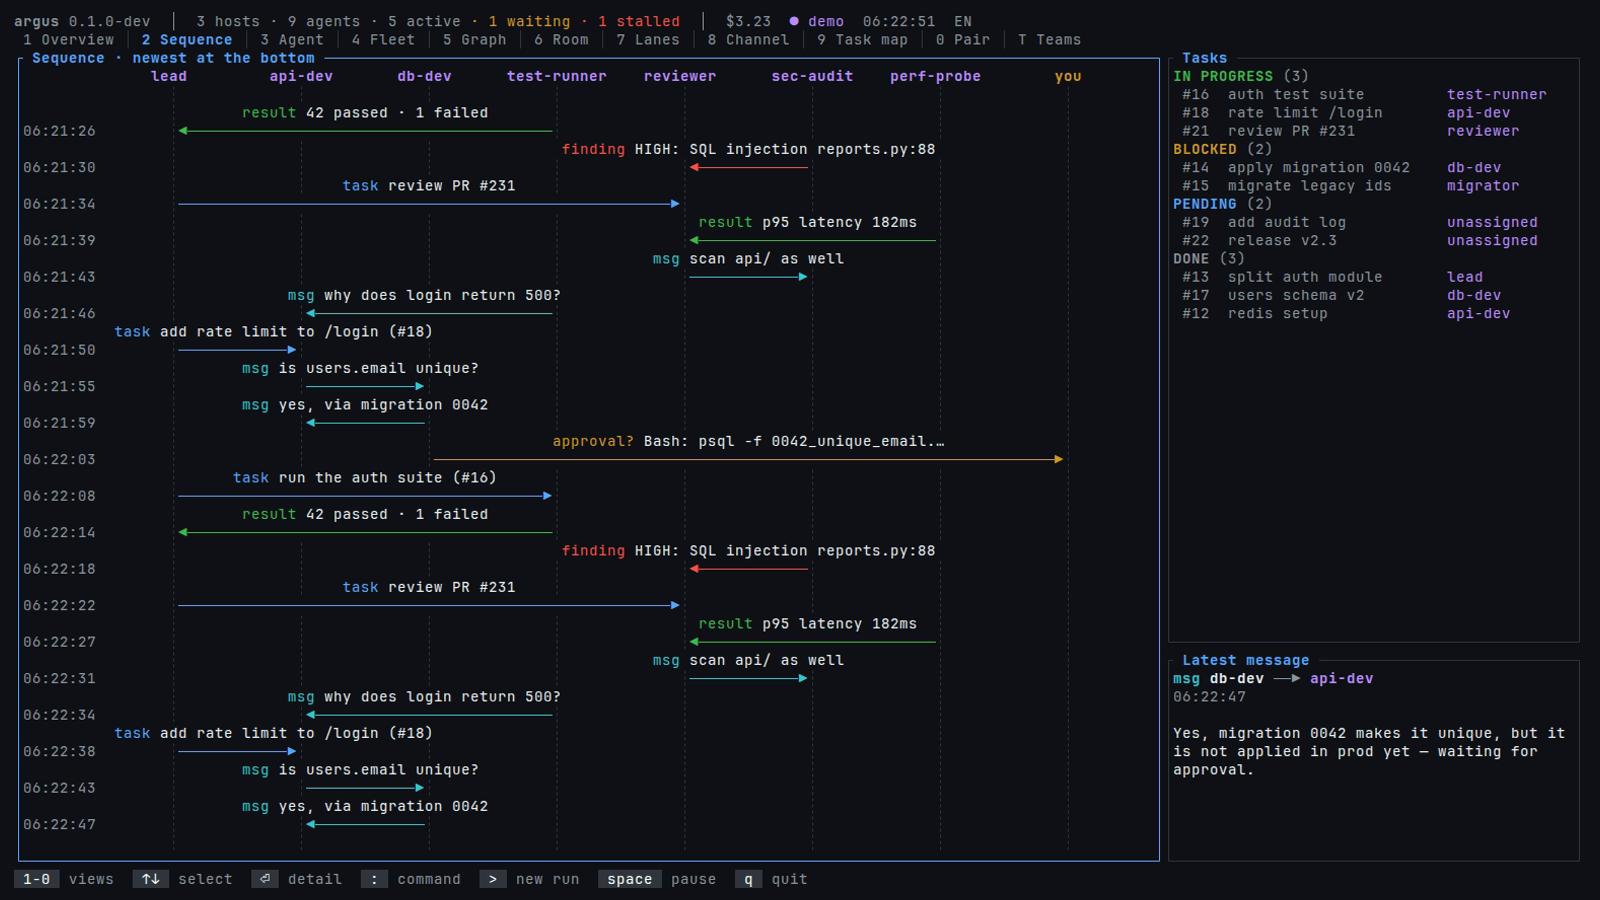 argus 0.1.0-dev │ 3 hosts · 9 agents · 5 active · 1 waiting · 1 stalled │ $3.23 ● demo 06:22:51 EN
1 Overview │ 2 Sequence │ 3 Agent │ 4 Fleet │ 5 Graph │ 6 Room │ 7 Lanes │ 8 Channel │ 9 Task map │ 0 Pair │ T Teams
Sequence · newest at the bottom
lead api-dev db-dev test-runner reviewer sec-audit perf-probe you
result 42 passed · 1 failed
06:21:26
finding HIGH: SQL injection reports.py:88
06:21:30
task review PR #231
06:21:34
result p95 latency 182ms
06:21:39
msg scan api/ as well
06:21:43
msg why does login return 500?
06:21:46
task add rate limit to /login (#18)
06:21:50
msg is users.email unique?
06:21:55
msg yes, via migration 0042
06:21:59
approval? Bash: psql -f 0042_unique_email.…
06:22:03
task run the auth suite (#16)
06:22:08
result 42 passed · 1 failed
06:22:14
finding HIGH: SQL injection reports.py:88
06:22:18
task review PR #231
06:22:22
result p95 latency 182ms
06:22:27
msg scan api/ as well
06:22:31
msg why does login return 500?
06:22:34
task add rate limit to /login (#18)
06:22:38
msg is users.email unique?
06:22:43
msg yes, via migration 0042
06:22:47
Tasks
IN PROGRESS (3)
#16 auth test suite test-runner
#18 rate limit /login api-dev
#21 review PR #231 reviewer
BLOCKED (2)
#14 apply migration 0042 db-dev
#15 migrate legacy ids migrator
PENDING (2)
#19 add audit log unassigned
#22 release v2.3 unassigned
DONE (3)
#13 split auth module lead
#17 users schema v2 db-dev
#12 redis setup api-dev
Latest message
msg db-dev ──▶ api-dev
06:22:47
Yes, migration 0042 makes it unique, but it
is not applied in prod yet — waiting for
approval.
1-0 views ↑↓ select ⏎ detail : command > new run space pause q quit